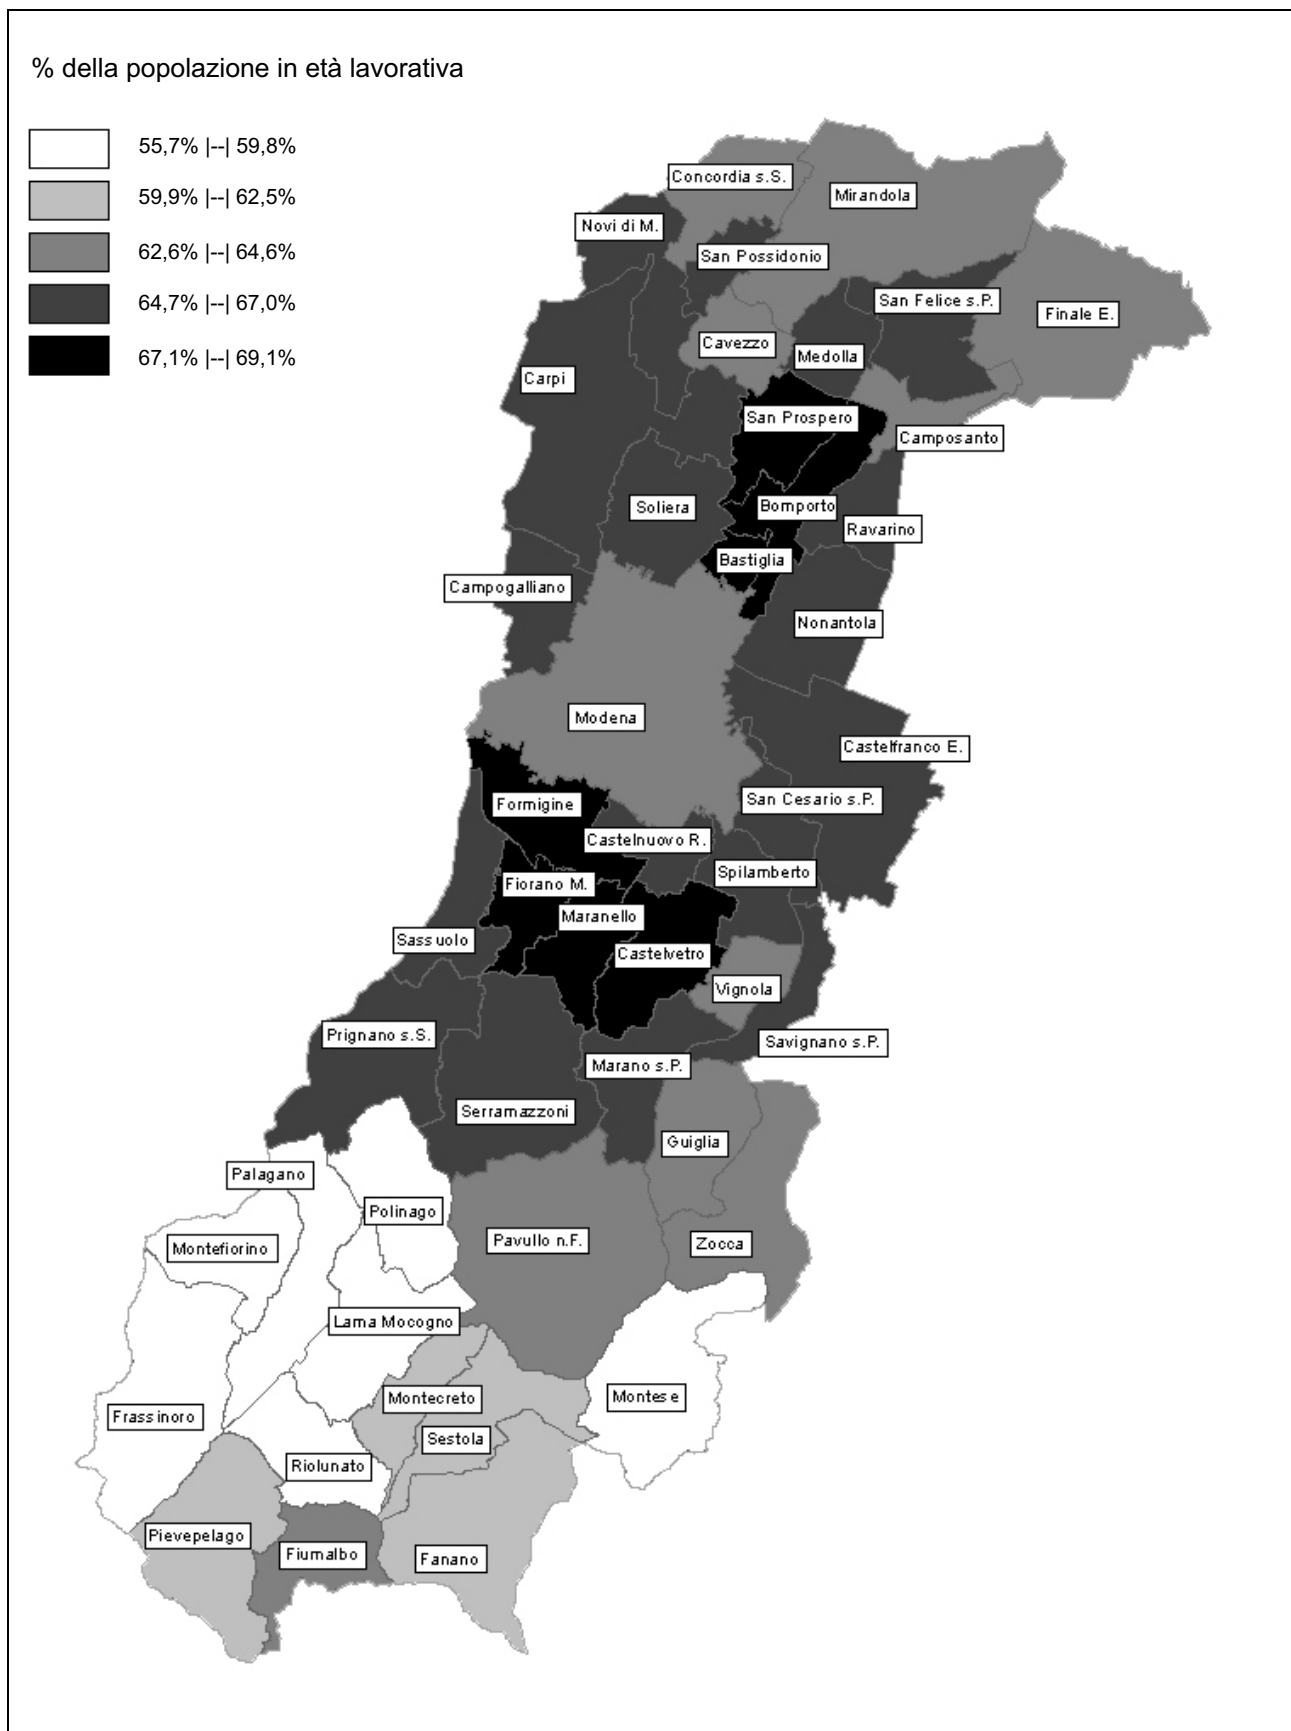 % della popolazione in età lavorativa
55,7% |--| 59,8%
59,9% |--| 62,5%
62,6% |--| 64,6%
64,7% |--| 67,0%
67,1% |--| 69,1%
Concordia s.S.
Mirandola
Novi di M.
San Possidonio
San Felice s.P.
Finale E.
Cavezzo
Medolla
Carpi
San Prospero
Camposanto
Soliera
Bomporto
Ravarino
Bastiglia
Campogalliano
Nonantola
Modena
Castelfranco E.
San Cesario s.P.
Formigine
Castelnuovo R.
Spilamberto
Fiorano M.
Maranello
Sassuolo
Castelvetro
Vignola
Prignano s.S.
Savignano s.P.
Marano s.P.
Serramazzoni
Guiglia
Palagano
Polinago
Pavullo n.F.
Zocca
Montefiorino
Lama Mocogno
Montecreto
Montese
Frassinoro
Sestola
Riolunato
Pievepelago
Fiumalbo
Fanano